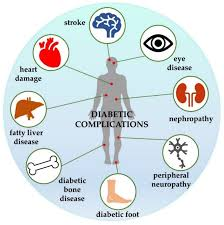 stroke
eye
disease
heart
damage
nephropathy
DIABETIC
COMPLICATIONS
fatty liver
disease
peripheral
neuropathy
diabetic
bone
disease
diabetic foot